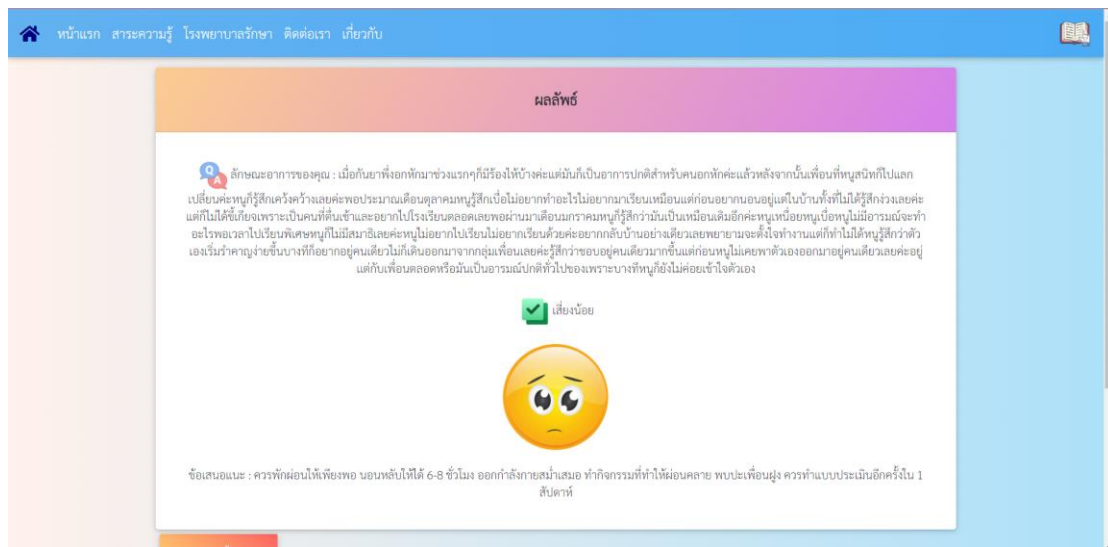 หน้าแรก สาระความรู้ โรงพยาบาลรักษา ติดต่อเรา เกี่ยวกับ
ผลลัพธ์
ลักษณะอาการของคุณ : เมื่อกันยาพี่งอกหักมาช่วงแรกๆก็มีร้องให้บ้างค่ะแต่มันก็เป็นอาการปกติสำหรับคนอกหักค่ะแล้วหลังจากนั้นเพื่อนที่หนูสนิทก็ไปแลก
เปลี่ยนค่ะหนูก็รู้สึกเคว้งคว้างเลยค่ะพอประมาณเดือนตุลาคมหนูรู้สึกเบื่อไม่อยากทำอะไรไม่อยากมาเรียนเหมือนแต่ก่อนอยากนอนอยู่แต่ในบ้านทั้งที่ไม่ได้รู้สึกง่วงเลยค่ะ
แต่ก็ไม่ได้ขี้เกียจเพราะเป็นคนที่ตื่นเช้าและอยากไปโรงเรียนตลอดเลยพอผ่านมาเดือนมกราคมหนูก็รู้สึกว่ามันเป็นเหมือนเดิมอีกค่ะหนูเหนื่อยหนูเบื่อหนูไม่มีอารมณ์จะทำ
อะไรพอเวลาไปเรียนพิเศษหนูก็ไม่มีสมาธิเลยค่ะหนูไม่อยากไปเรียนไม่อยากเรียนด้วยค่ะอยากกลับบ้านอย่างเดียวเลยพยายามจะตั้งใจทำงานแต่ก็ทำไม่ได้หนูรู้สึกว่าตัว
เองเริ่มรำคาญง่ายขึ้นบางทีก็อยากอยู่คนเดียวไม่ก็เดินออกมาจากกลุ่มเพื่อนเลยค่ะรู้สึกว่าชอบอยู่คนเดียวมากขึ้นแต่ก่อนหนูไม่เคยพาตัวเองออกมาอยู่คนเดียวเลยค่ะอยู่
แต่กับเพื่อนตลอดหรือมันเป็นอารมณ์ปกติทั่วไปของเพราะบางทีหนูก็ยังไม่ค่อยเข้าใจตัวเอง
เสี่ยงน้อย
ข้อเสนอแนะ : ควรพักผ่อนให้เพียงพอ นอนหลับให้ได้ 6-8 ชั่วโมง ออกกำลังกายสม่ำเสมอ ทำกิจกรรมที่ทำให้ผ่อนคลาย พบปะเพื่อนฝูง ควรทำแบบประเมินอีกครั้งใน 1
สัปดาห์